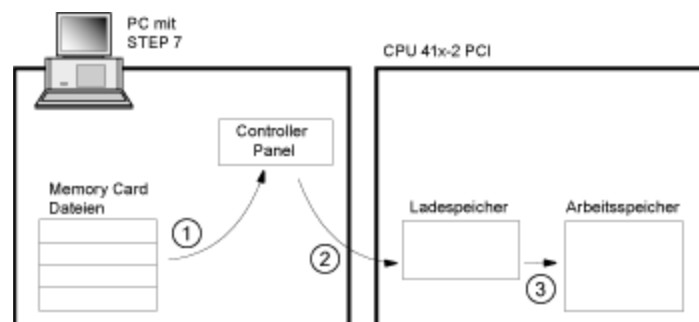 PC mit
STEP 7
CPU 41x-2 PCI
Controller
Panel
Memory Card
Dateien
1
2
Ladespeicher
Arbeitsspeicher
3